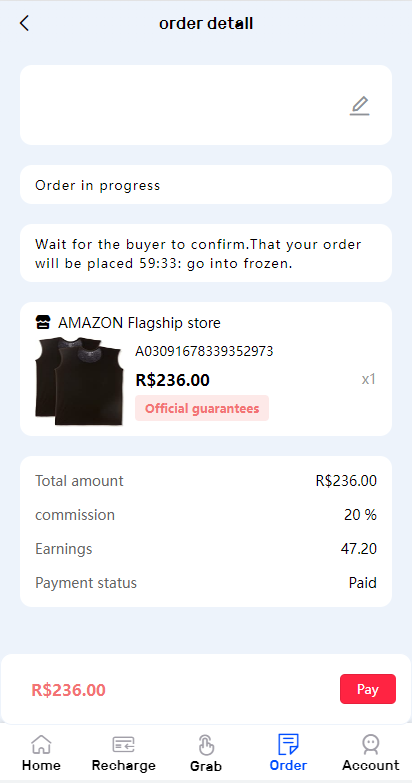 order detall
Order in progress
Wait for the buyer to confirm.That your order
will be placed 59:33: go into frozen.
AMAZON Flagship store
A03091678339352973
R$236.00
x1
Official guarantees
Total amount R$236.00
commission 20 %
Earnings 47.20
Payment status Paid
R$236.00
Pay
Home Recharge Grab Order Account